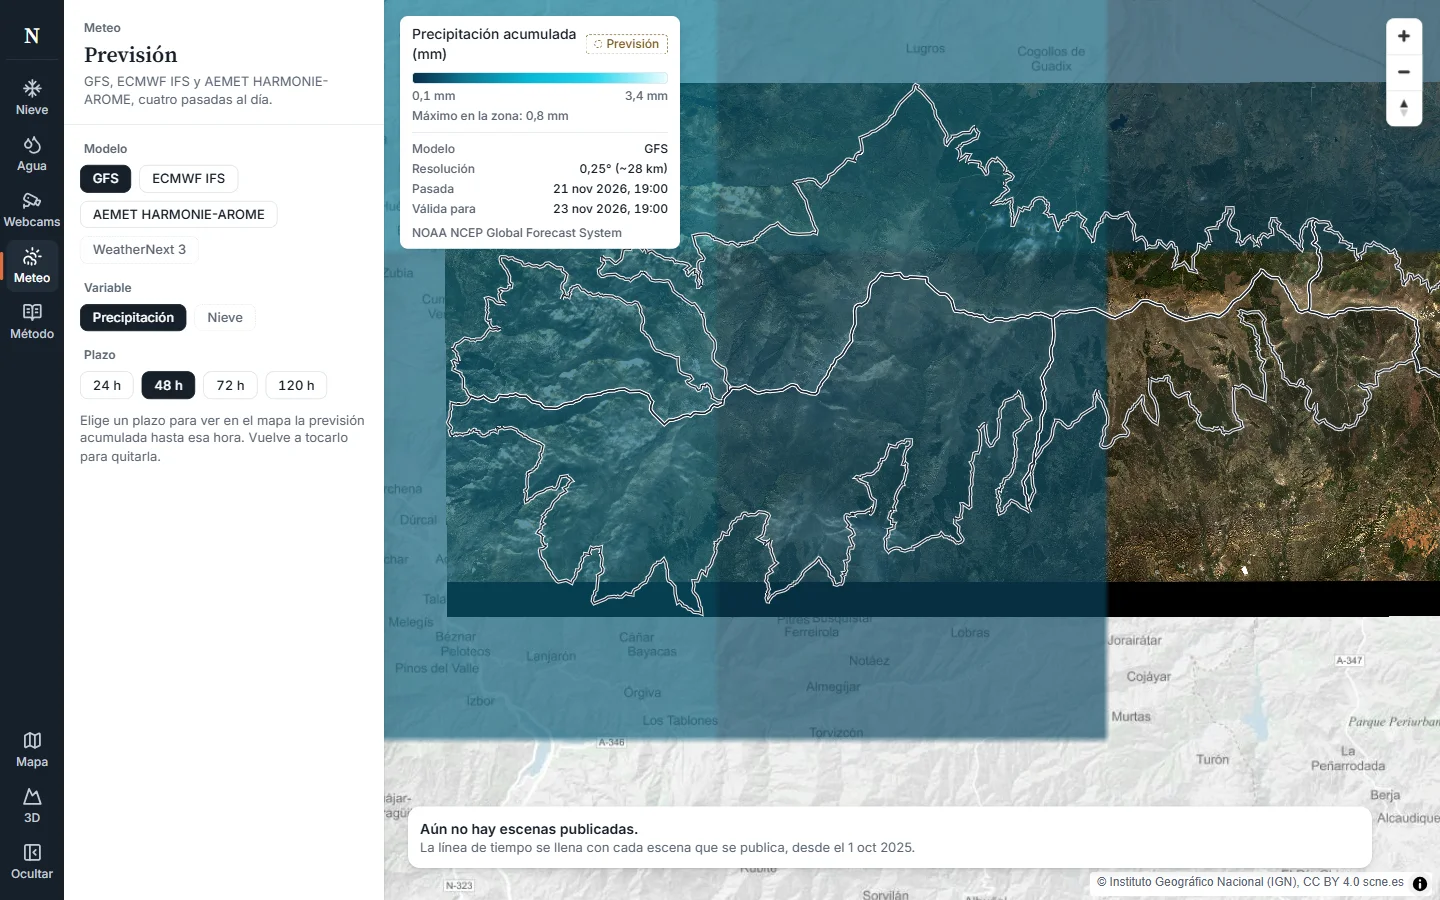 N
Nieve
Agua
Webcams
Meteo
Método
Mapa
3D
Ocultar
Meteo
Previsión
GFS, ECMWF IFS y AEMET HARMONIE-
AROME, cuatro pasadas al día.
Modelo
GFS
ECMWF IFS
AEMET HARMONIE-AROME
WeatherNext 3
Variable
Precipitación
Nieve
Plazo
24 h
48 h
72 h
120 h
Elige un plazo para ver en el mapa la previsión
acumulada hasta esa hora. Vuelve a tocarlo
para quitarla.
Precipitación acumulada
(mm)
Previsión
0,1 mm
3,4 mm
Máximo en la zona: 0,8 mm
Modelo
GFS
Resolución
0,25° (~28 km)
Pasada
21 nov 2026, 19:00
Válida para
23 nov 2026, 19:00
NOAA NCEP Global Forecast System
Lugros
Cogollos de
Guadix
Zubia
Dúrcal
Melegís
Béznar
Peloteos
Pinos del Valle
Lanjarón
Cáñar
Bayacas
Ízbor
Órgiva
Los Tablones
A-346
Ferreirola
Notáez
Almegíjar
Torvizcón
Lobras
Jorairátar
Cojáyar
Murtas
A-347
Parque Periurban
Turón
La
Peñarrodada
Berja
Alcaudique
Aún no hay escenas publicadas.
La línea de tiempo se llena con cada escena que se publica, desde el 1 oct 2025.
N-323
Rubite
Sorvilán
© Instituto Geográfico Nacional (IGN), CC BY 4.0 scne.es